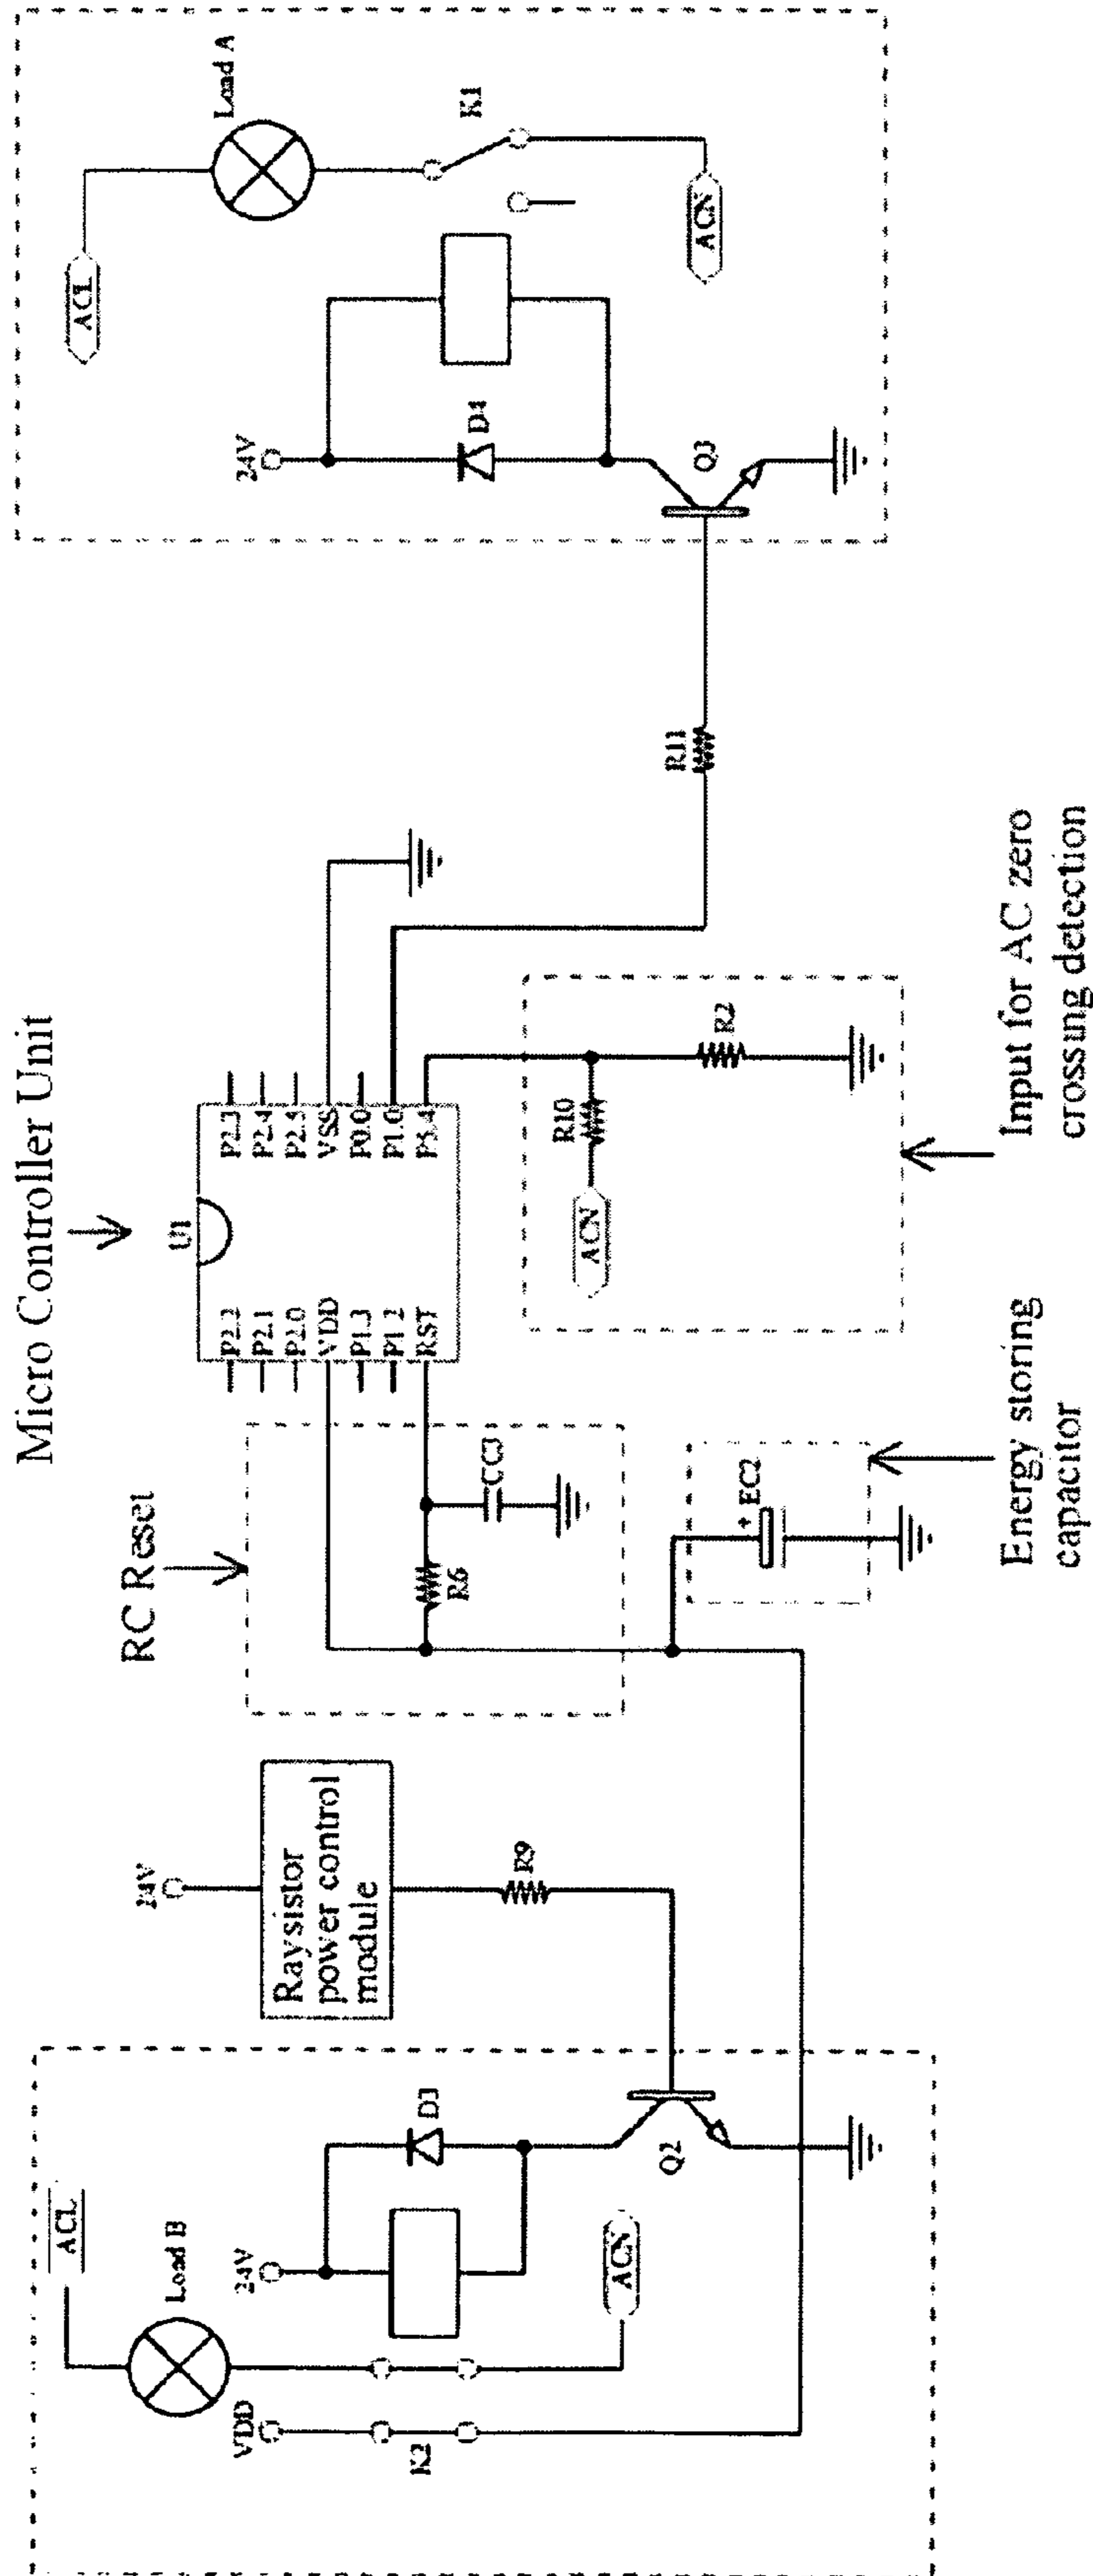 Micro Controller Unit
RC Reset
ACL
Load B
VDD
24V
K2
D3
ACN
Q2
24V
Raysistor
power control
module
R9
R6
CC3
+
EC2
Energy storing
capacitor
U1
P2.2
P2.1
P2.0
VDD
P1.3
P1.2
RST
P2.3
P2.4
P2.5
VSS
P0.0
P1.0
P5.4
ACN
R10
R2
Input for AC zero
crossing detection
R11
24V
D4
Q3
ACL
Load A
K1
ACN